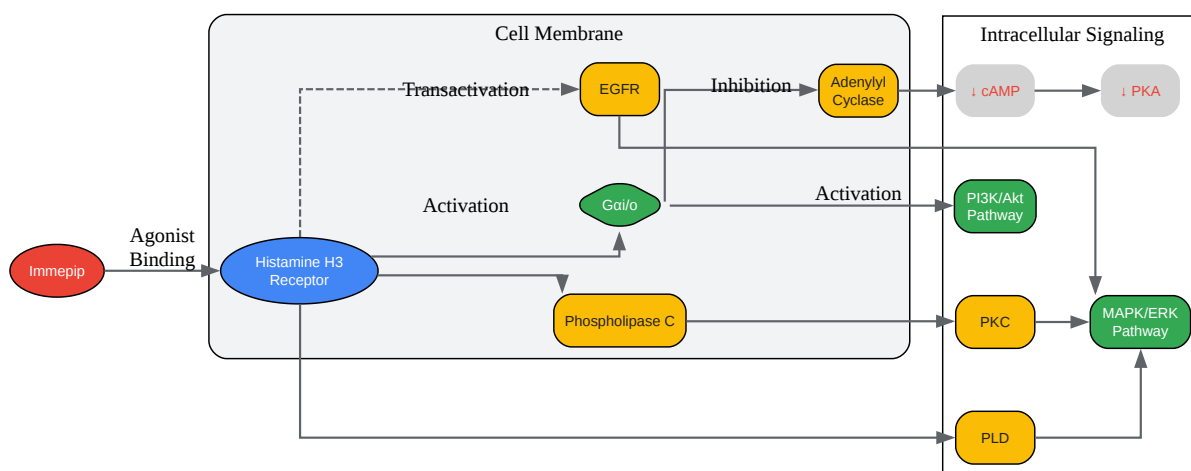 Cell Membrane
Intracellular Signaling
Transactivation
EGFR
Inhibition
Adenylyl
Cyclase
↓ cAMP
↓ PKA
Activation
Gαi/o
Activation
PI3K/Akt
Pathway
Agonist
Binding
Immepip
Histamine H3
Receptor
Phospholipase C
PKC
MAPK/ERK
Pathway
PLD